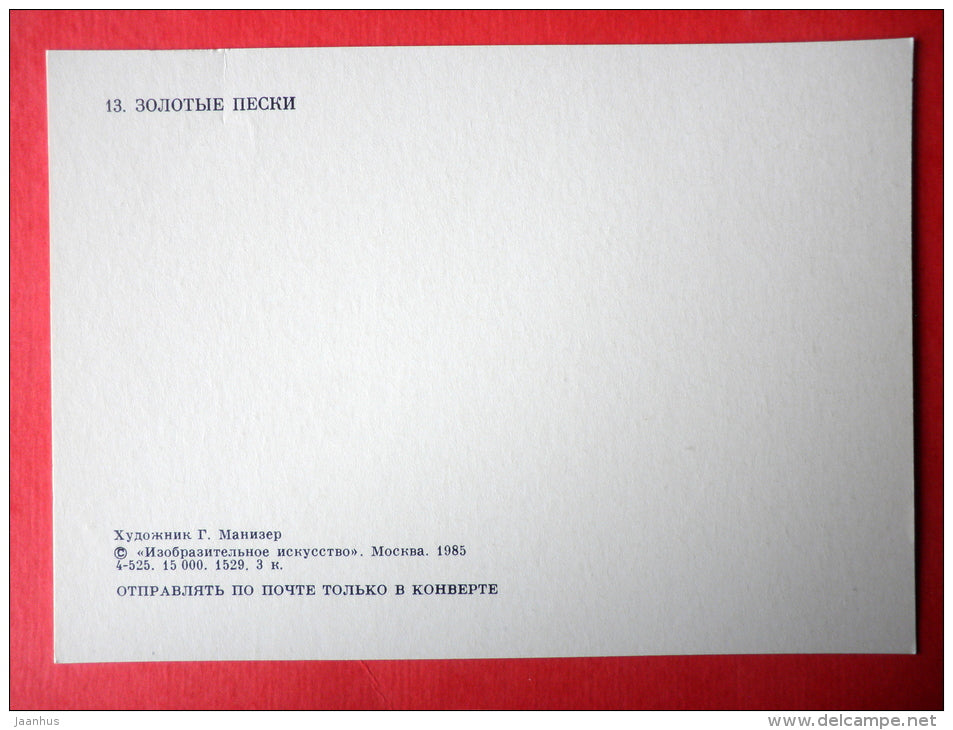 13. ЗОЛОТЫЕ ПЕСКИ
Художник Г. Манизер
© «Изобразительное искусство». Москва. 1985
4-525. 15 000. 1529. 3 к.
ОТПРАВЛЯТЬ ПО ПОЧТЕ ТОЛЬКО В КОНВЕРТЕ
Jaanhus
www.delcampe.net